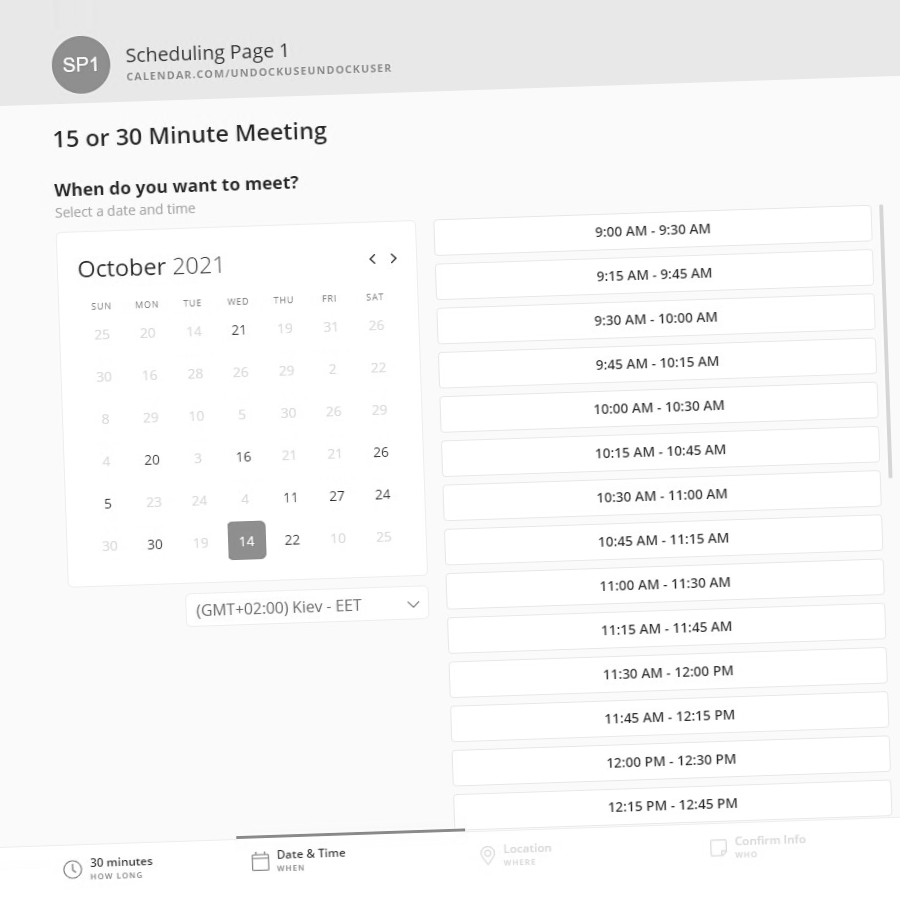 SP1
Scheduling Page 1
CALENDAR.COM/UNDOCKUSEUNDOCKUSER
15 or 30 Minute Meeting
When do you want to meet?
Select a date and time
October 2021
SUN MON TUE WED THU FRI SAT
25 20 14 21 19 31 26
30 16 28 26 29 2 22
8 29 10 5 30 26 29
4 20 3 16 21 21 26
5 23 24 4 11 27 24
30 30 19 14 22 10 25
(GMT+02:00) Kiev - EET
9:00 AM - 9:30 AM
9:15 AM - 9:45 AM
9:30 AM - 10:00 AM
9:45 AM - 10:15 AM
10:00 AM - 10:30 AM
10:15 AM - 10:45 AM
10:30 AM - 11:00 AM
10:45 AM - 11:15 AM
11:00 AM - 11:30 AM
11:15 AM - 11:45 AM
11:30 AM - 12:00 PM
11:45 AM - 12:15 PM
12:00 PM - 12:30 PM
12:15 PM - 12:45 PM
30 minutes
HOW LONG
Date & Time
WHEN
Location
WHERE
Confirm Info
WHO